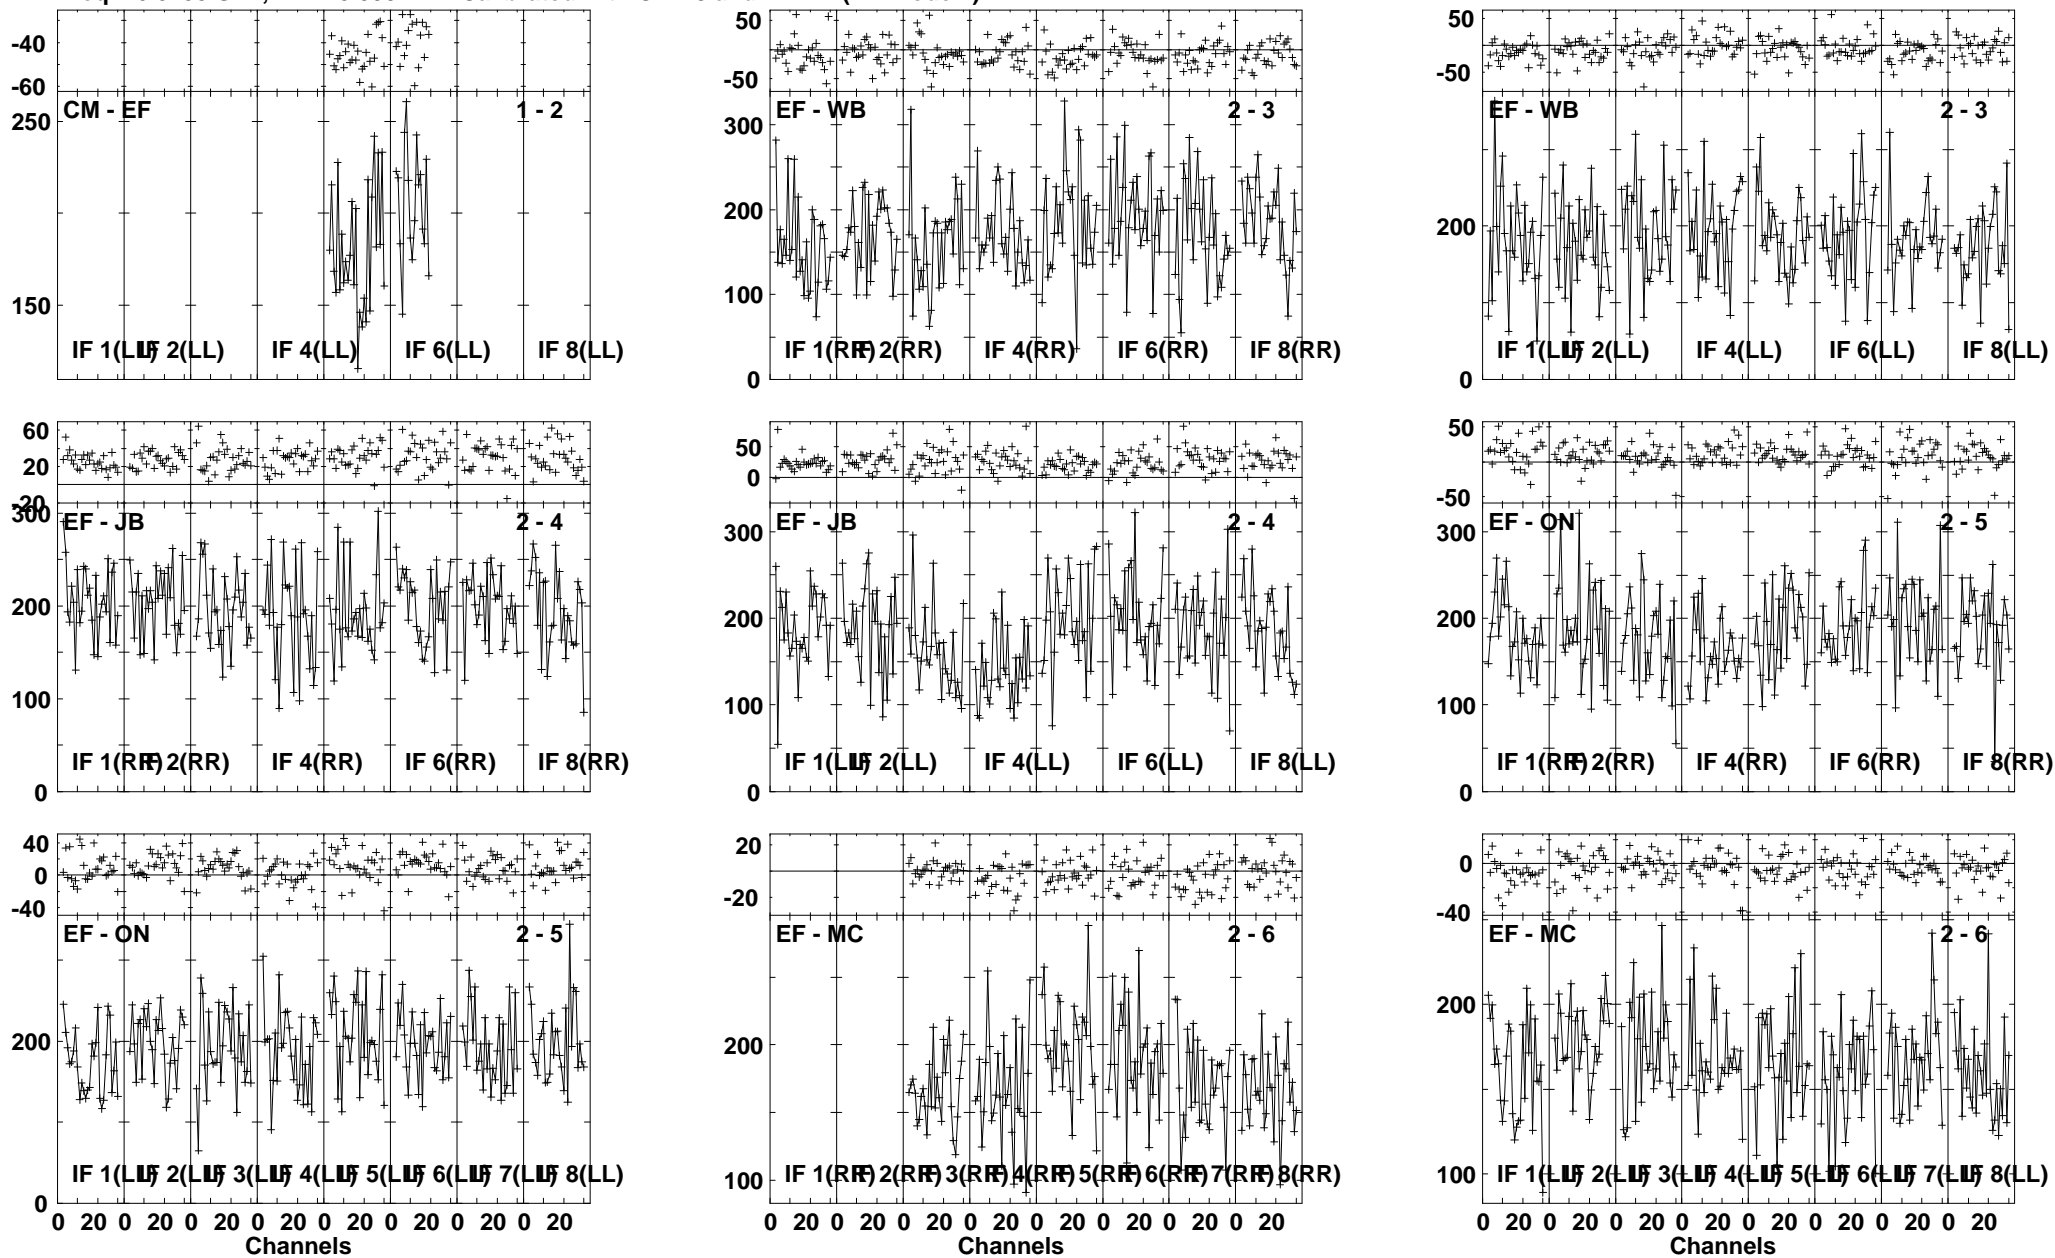 -40
-60
CM - EF 1 - 2
250
150
IF 1(LL) IF 2(LL) IF 4(LL) IF 6(LL) IF 8(LL)
50
-50
EF - WB 2 - 3
300
200
100
0
IF 1(RR) IF 2(RR) IF 4(RR) IF 6(RR) IF 8(RR)
50
-50
EF - WB 2 - 3
200
0
IF 1(LL) IF 2(LL) IF 4(LL) IF 6(LL) IF 8(LL)
60
20
-20
EF - JB 2 - 4
300
200
100
0
IF 1(RR) IF 2(RR) IF 4(RR) IF 6(RR) IF 8(RR)
50
0
EF - JB 2 - 4
300
200
100
0
IF 1(LL) IF 2(LL) IF 4(LL) IF 6(LL) IF 8(LL)
50
-50
EF - ON 2 - 5
300
200
100
0
IF 1(RR) IF 2(RR) IF 4(RR) IF 6(RR) IF 8(RR)
40
0
-40
EF - ON 2 - 5
200
0
IF 1(LL) IF 2(LL) IF 3(LL) IF 4(LL) IF 5(LL) IF 6(LL) IF 7(LL) IF 8(LL)
0 20 0 20 0 20 0 20 0 20 0 20 0 20 0 20
Channels
20
-20
EF - MC 2 - 6
200
100
IF 1(RR) IF 2(RR) IF 3(RR) IF 4(RR) IF 5(RR) IF 6(RR) IF 7(RR) IF 8(RR)
0 20 0 20 0 20 0 20 0 20 0 20 0 20 0 20
Channels
0
-40
EF - MC 2 - 6
200
100
IF 1(LL) IF 2(LL) IF 3(LL) IF 4(LL) IF 5(LL) IF 6(LL) IF 7(LL) IF 8(LL)
0 20 0 20 0 20 0 20 0 20 0 20 0 20 0 20
Channels